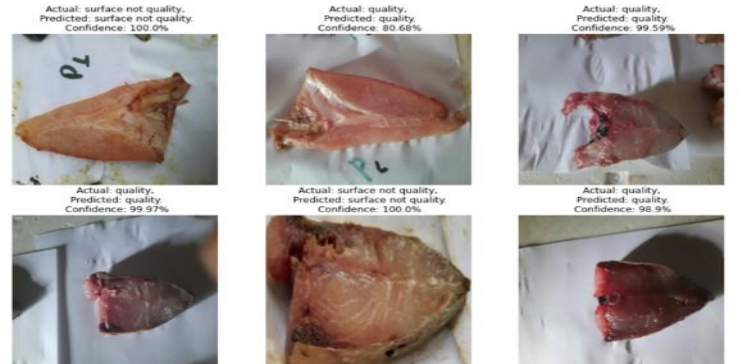 Actual: surface not quality,
Predicted: surface not quality.
Confidence: 100.0%
Actual: quality,
Predicted: quality.
Confidence: 80.68%
Actual: quality,
Predicted: quality.
Confidence: 99.59%
Td
Actual: quality,
Predicted: quality.
Confidence: 99.97%
Actual: surface not quality,
Predicted: surface not quality.
Confidence: 100.0%
Actual: quality,
Predicted: quality.
Confidence: 98.9%